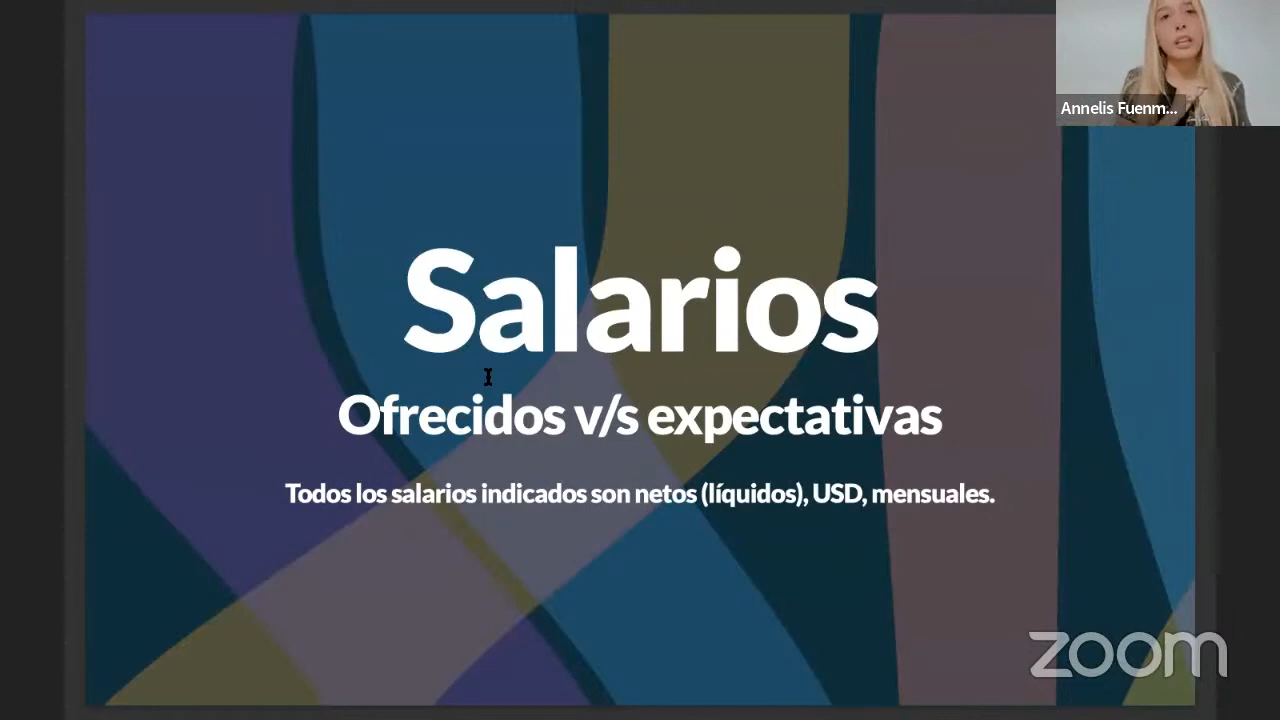 Annelis Fuenm...
Salarios
Ofrecidos v/s expectativas
Todos los salarios indicados son netos (líquidos), USD, mensuales.
zoom